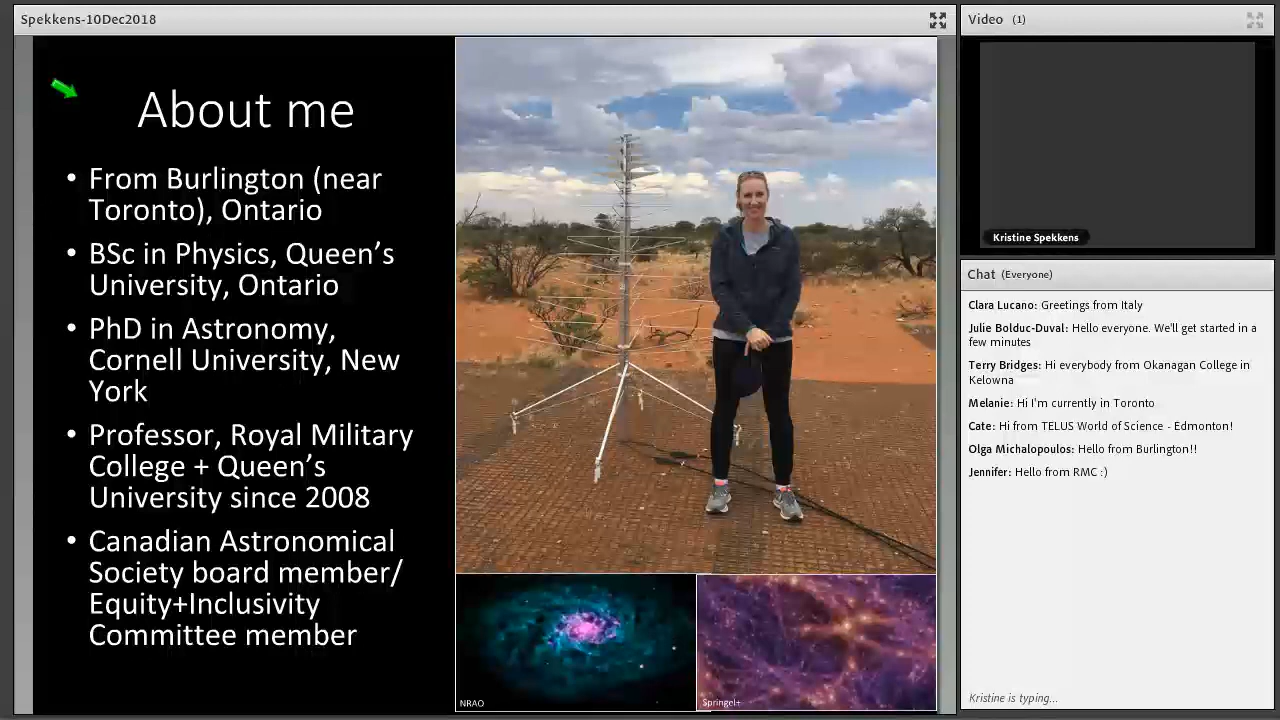 Spekkens-10Dec2018
About me
• From Burlington (near
Toronto), Ontario
• BSc in Physics, Queen's
University, Ontario
• PhD in Astronomy,
Cornell University, New
York
• Professor, Royal Military
College + Queen's
University since 2008
• Canadian Astronomical
Society board member/
Equity+Inclusivity
Committee member
NRAO
Springel+
Video (1)
Kristine Spekkens
Chat (Everyone)
Clara Lucano: Greetings from Italy
Julie Bolduc-Duval: Hello everyone. We'll get started in a
few minutes
Terry Bridges: Hi everybody from Okanagan College in
Kelowna
Melanie: Hi I'm currently in Toronto
Cate: Hi from TELUS World of Science - Edmonton!
Olga Michalopoulos: Hello from Burlington!!
Jennifer: Hello from RMC :)
Kristine is typing...